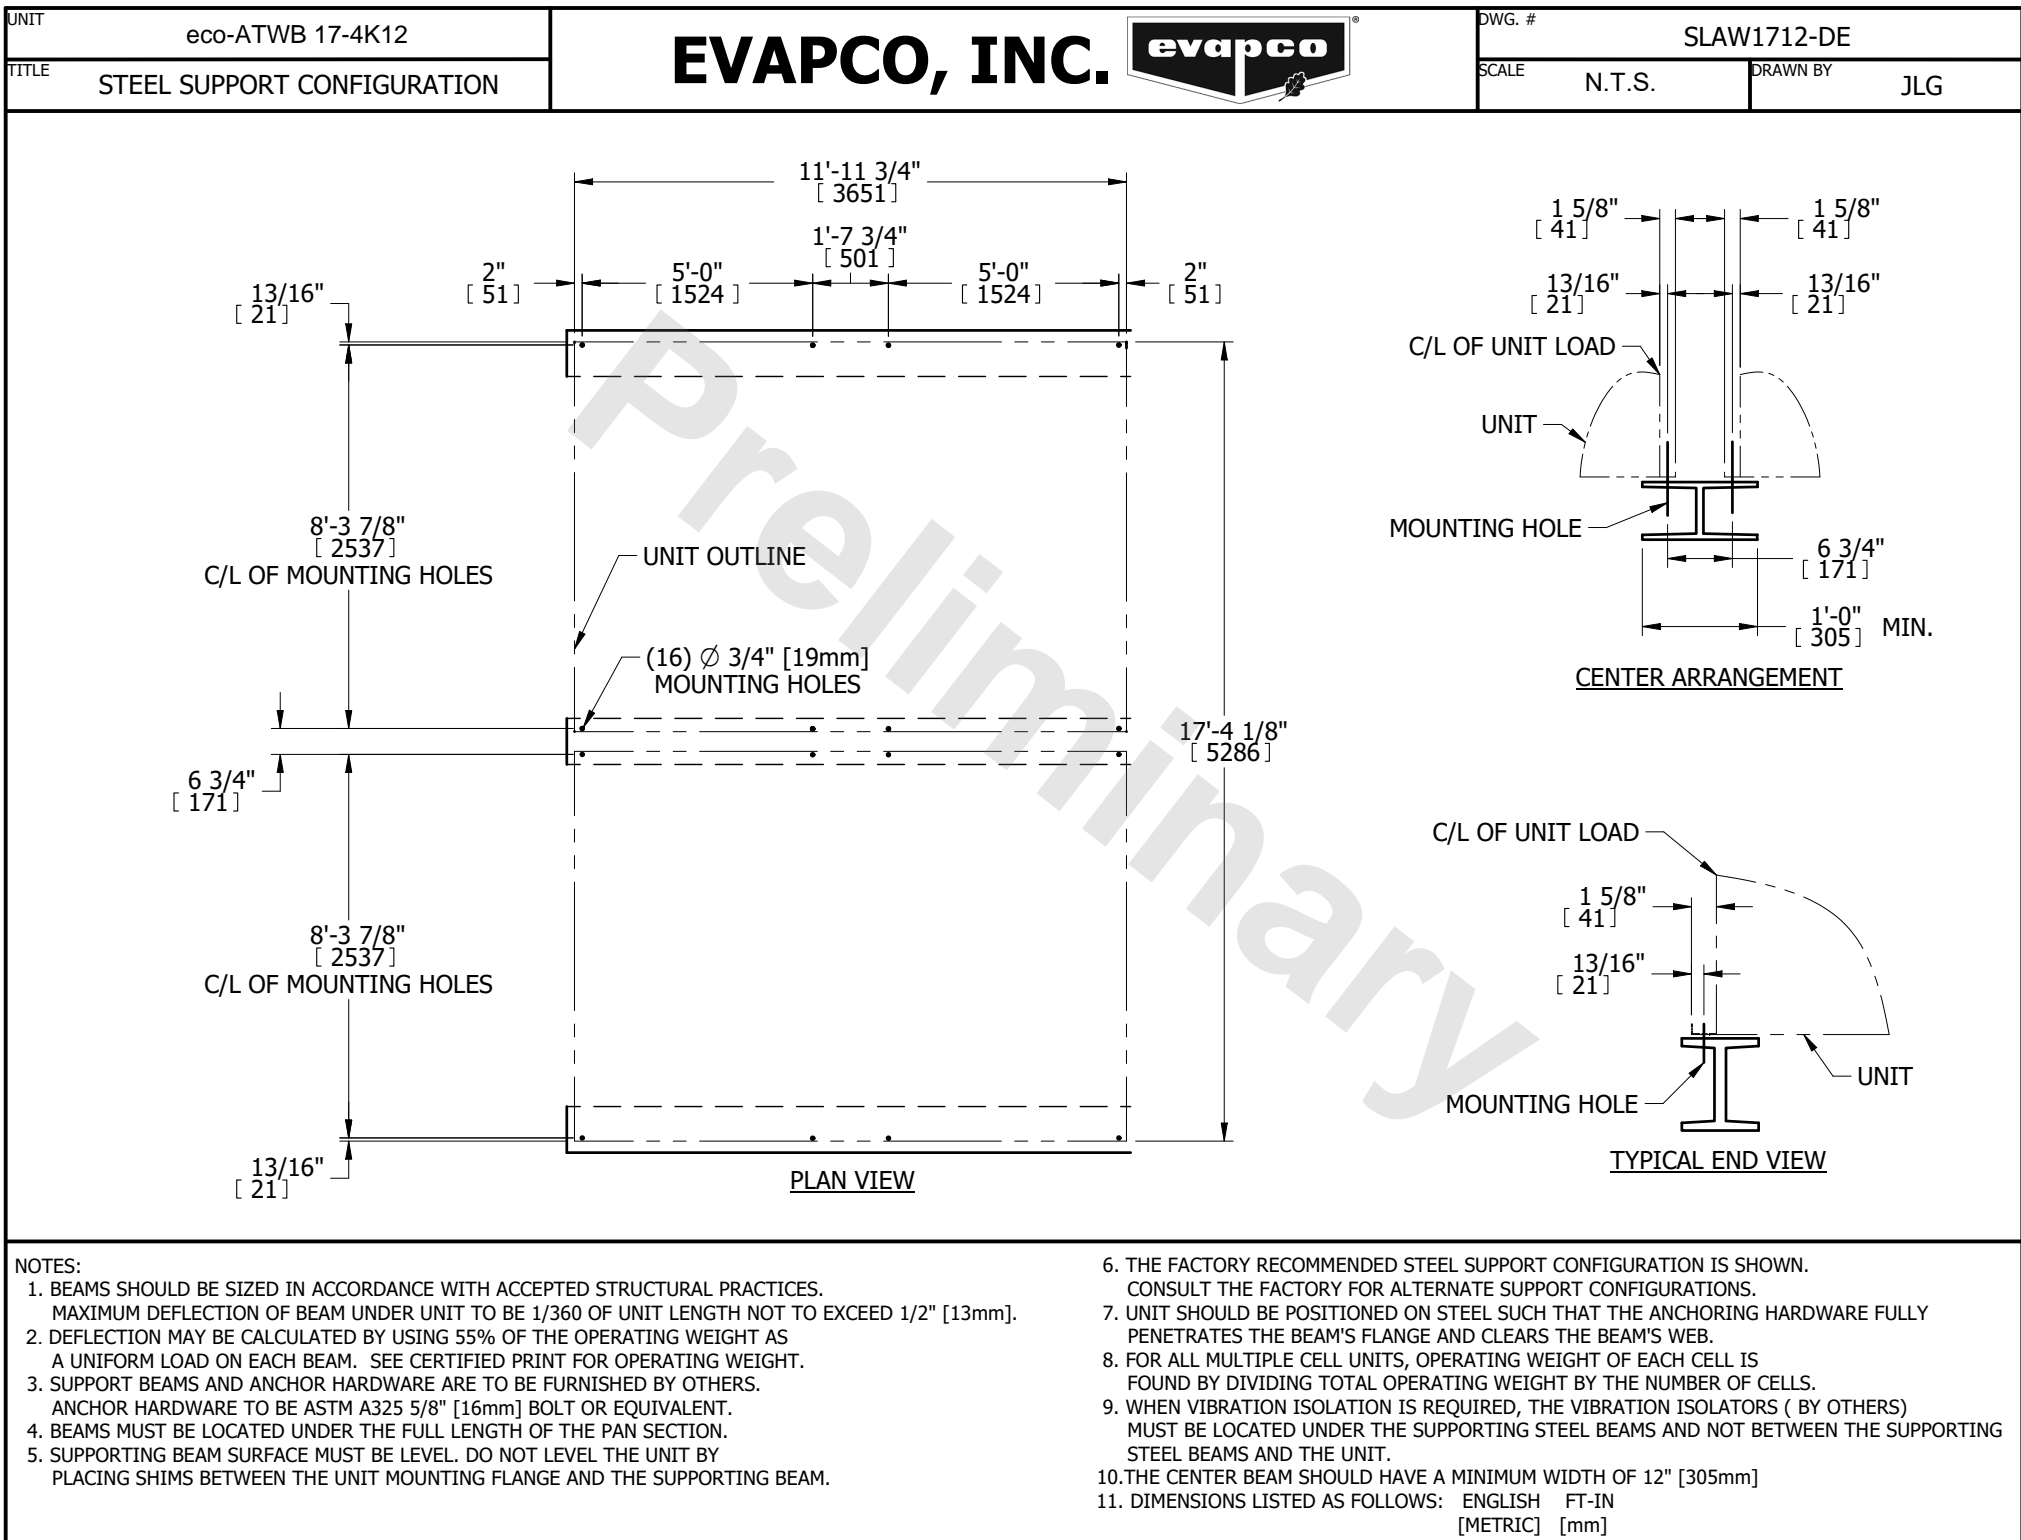 UNIT
eco-ATWB 17-4K12
TITLE
STEEL SUPPORT CONFIGURATION
EVAPCO, INC.
evapco
®
DWG. #
SLAW1712-DE
SCALE
N.T.S.
DRAWN BY
JLG
11'-11 3/4"
[ 3651 ]
1'-7 3/4"
[ 501 ]
2"
[ 51 ]
5'-0"
[ 1524 ]
5'-0"
[ 1524 ]
2"
[ 51 ]
13/16"
[ 21 ]
8'-3 7/8"
[ 2537 ]
C/L OF MOUNTING HOLES
UNIT OUTLINE
(16) Ø 3/4" [19mm]
MOUNTING HOLES
6 3/4"
[ 171 ]
17'-4 1/8"
[ 5286 ]
8'-3 7/8"
[ 2537 ]
C/L OF MOUNTING HOLES
13/16"
[ 21 ]
PLAN VIEW
Preliminary
1 5/8"
[ 41 ]
1 5/8"
[ 41 ]
13/16"
[ 21 ]
13/16"
[ 21 ]
C/L OF UNIT LOAD
UNIT
MOUNTING HOLE
6 3/4"
[ 171 ]
1'-0"
[ 305 ]
MIN.
CENTER ARRANGEMENT
C/L OF UNIT LOAD
1 5/8"
[ 41 ]
13/16"
[ 21 ]
UNIT
MOUNTING HOLE
TYPICAL END VIEW
NOTES:
1. BEAMS SHOULD BE SIZED IN ACCORDANCE WITH ACCEPTED STRUCTURAL PRACTICES.
MAXIMUM DEFLECTION OF BEAM UNDER UNIT TO BE 1/360 OF UNIT LENGTH NOT TO EXCEED 1/2" [13mm].
2. DEFLECTION MAY BE CALCULATED BY USING 55% OF THE OPERATING WEIGHT AS
A UNIFORM LOAD ON EACH BEAM. SEE CERTIFIED PRINT FOR OPERATING WEIGHT.
3. SUPPORT BEAMS AND ANCHOR HARDWARE ARE TO BE FURNISHED BY OTHERS.
ANCHOR HARDWARE TO BE ASTM A325 5/8" [16mm] BOLT OR EQUIVALENT.
4. BEAMS MUST BE LOCATED UNDER THE FULL LENGTH OF THE PAN SECTION.
5. SUPPORTING BEAM SURFACE MUST BE LEVEL. DO NOT LEVEL THE UNIT BY
PLACING SHIMS BETWEEN THE UNIT MOUNTING FLANGE AND THE SUPPORTING BEAM.
6. THE FACTORY RECOMMENDED STEEL SUPPORT CONFIGURATION IS SHOWN.
CONSULT THE FACTORY FOR ALTERNATE SUPPORT CONFIGURATIONS.
7. UNIT SHOULD BE POSITIONED ON STEEL SUCH THAT THE ANCHORING HARDWARE FULLY
PENETRATES THE BEAM'S FLANGE AND CLEARS THE BEAM'S WEB.
8. FOR ALL MULTIPLE CELL UNITS, OPERATING WEIGHT OF EACH CELL IS
FOUND BY DIVIDING TOTAL OPERATING WEIGHT BY THE NUMBER OF CELLS.
9. WHEN VIBRATION ISOLATION IS REQUIRED, THE VIBRATION ISOLATORS ( BY OTHERS)
MUST BE LOCATED UNDER THE SUPPORTING STEEL BEAMS AND NOT BETWEEN THE SUPPORTING
STEEL BEAMS AND THE UNIT.
10.THE CENTER BEAM SHOULD HAVE A MINIMUM WIDTH OF 12" [305mm]
11. DIMENSIONS LISTED AS FOLLOWS: ENGLISH FT-IN
[METRIC] [mm]